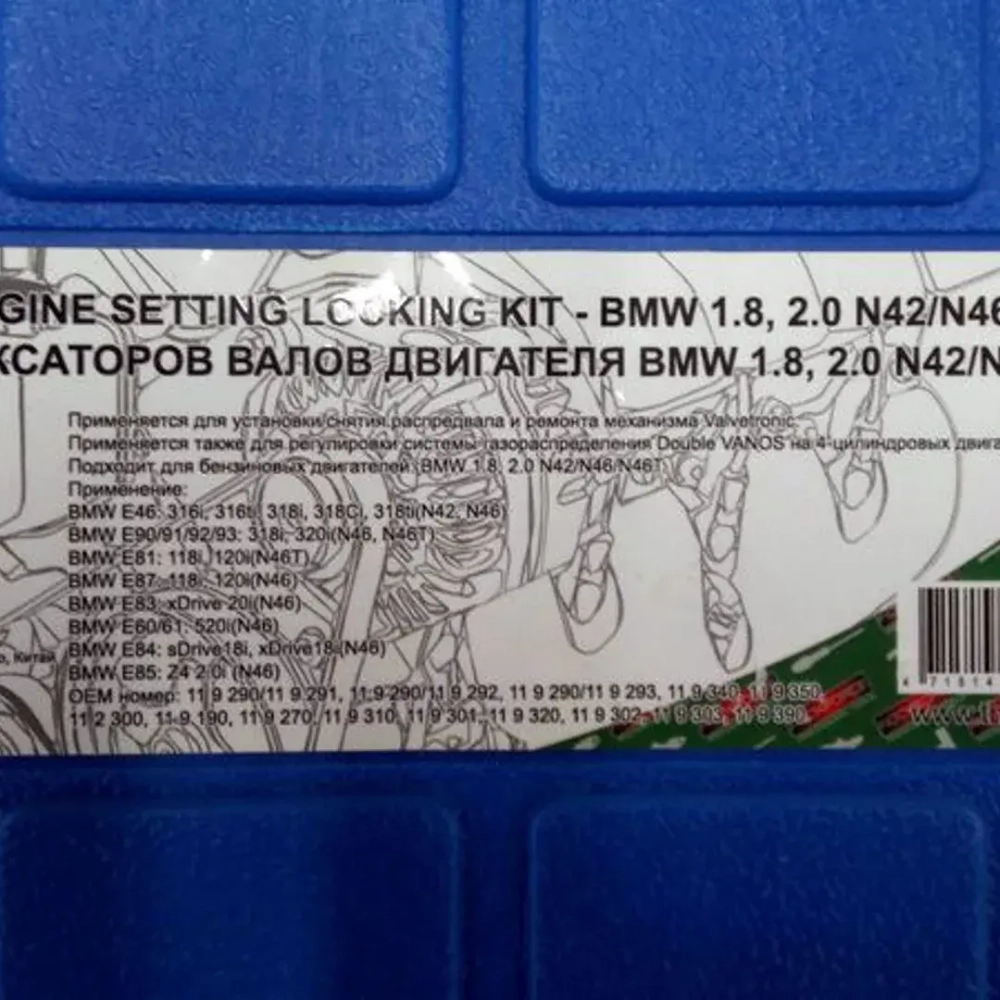 GINE SETTING LOOKING KIT - BMW 1.8, 2.0 N42/N46
КСАТОРОВ ВАЛОВ ДВИГАТЕЛЯ BMW 1.8, 2.0 N42/N
Применяется для установки/снятия распредвала и ремонта механизма Valvetronic.
Применяется также для регулировки системы газораспределения Double VANOS на 4-цилиндровых двига
Подходит для бензиновых двигателей (BMW 1.8, 2.0 N42/N46/N46T)
Применение:
BMW E46: 316i, 316ti, 318i, 318Ci, 318ti(N42, N46)
BMW E90/91/92/93: 318i, 320i(N46, N46T)
BMW E81: 118i, 120i(N46T)
BMW E87: 118i, 120i(N46)
BMW E83: xDrive 20i(N46)
BMW E60/61: 520i(N46)
BMW E84: sDrive18i, xDrive18i(N46)
о, Китай
BMW E85: Z4 2.0i (N46)
OEM номер: 11 9 290/11 9 291, 11 9 290/11 9 292, 11 9 290/11 9 293, 11 9 340, 11 9 350,
11 2 300, 11 9 190, 11 9 270, 11 9 310, 11 9 301, 11 9 320, 11 9 302, 11 9 303, 11 9 390
4 71814